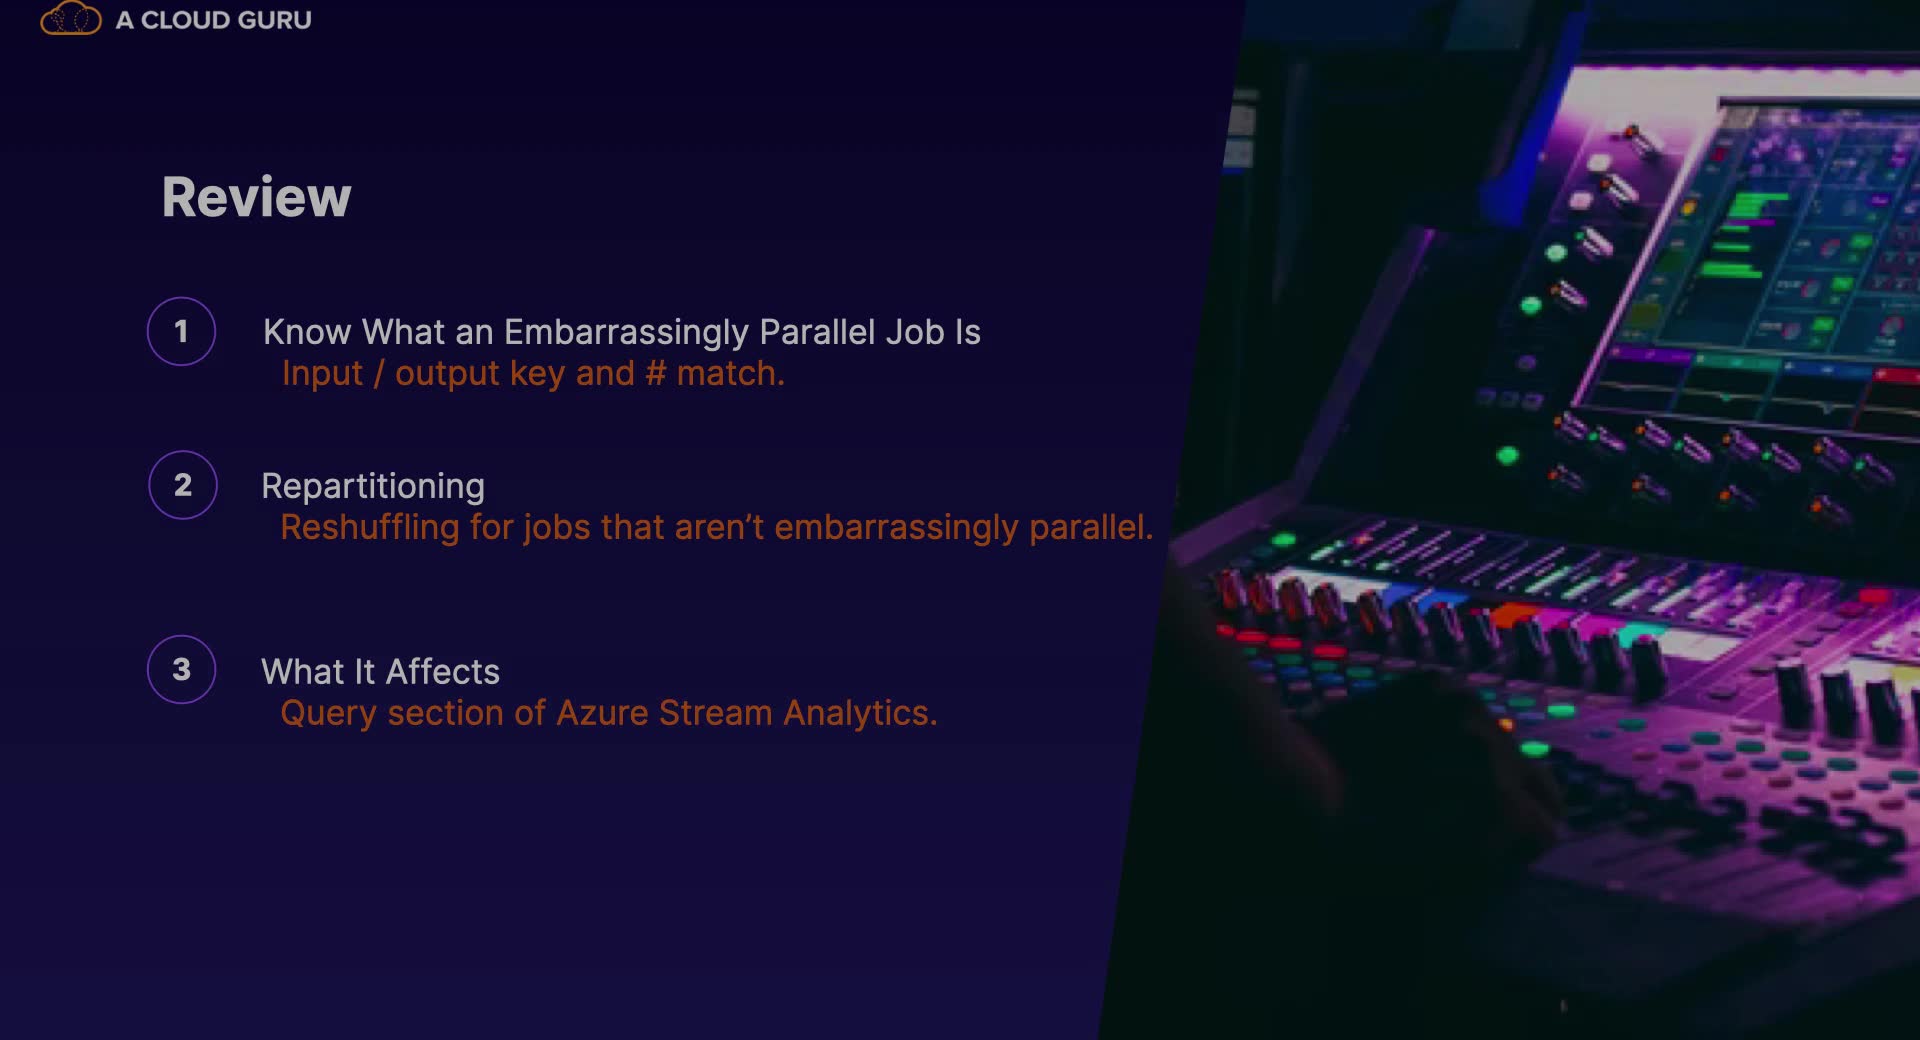 A CLOUD GURU
Review
1
Know What an Embarrassingly Parallel Job Is
Input / output key and # match.
2
Repartitioning
Reshuffling for jobs that aren’t embarrassingly parallel.
3
What It Affects
Query section of Azure Stream Analytics.